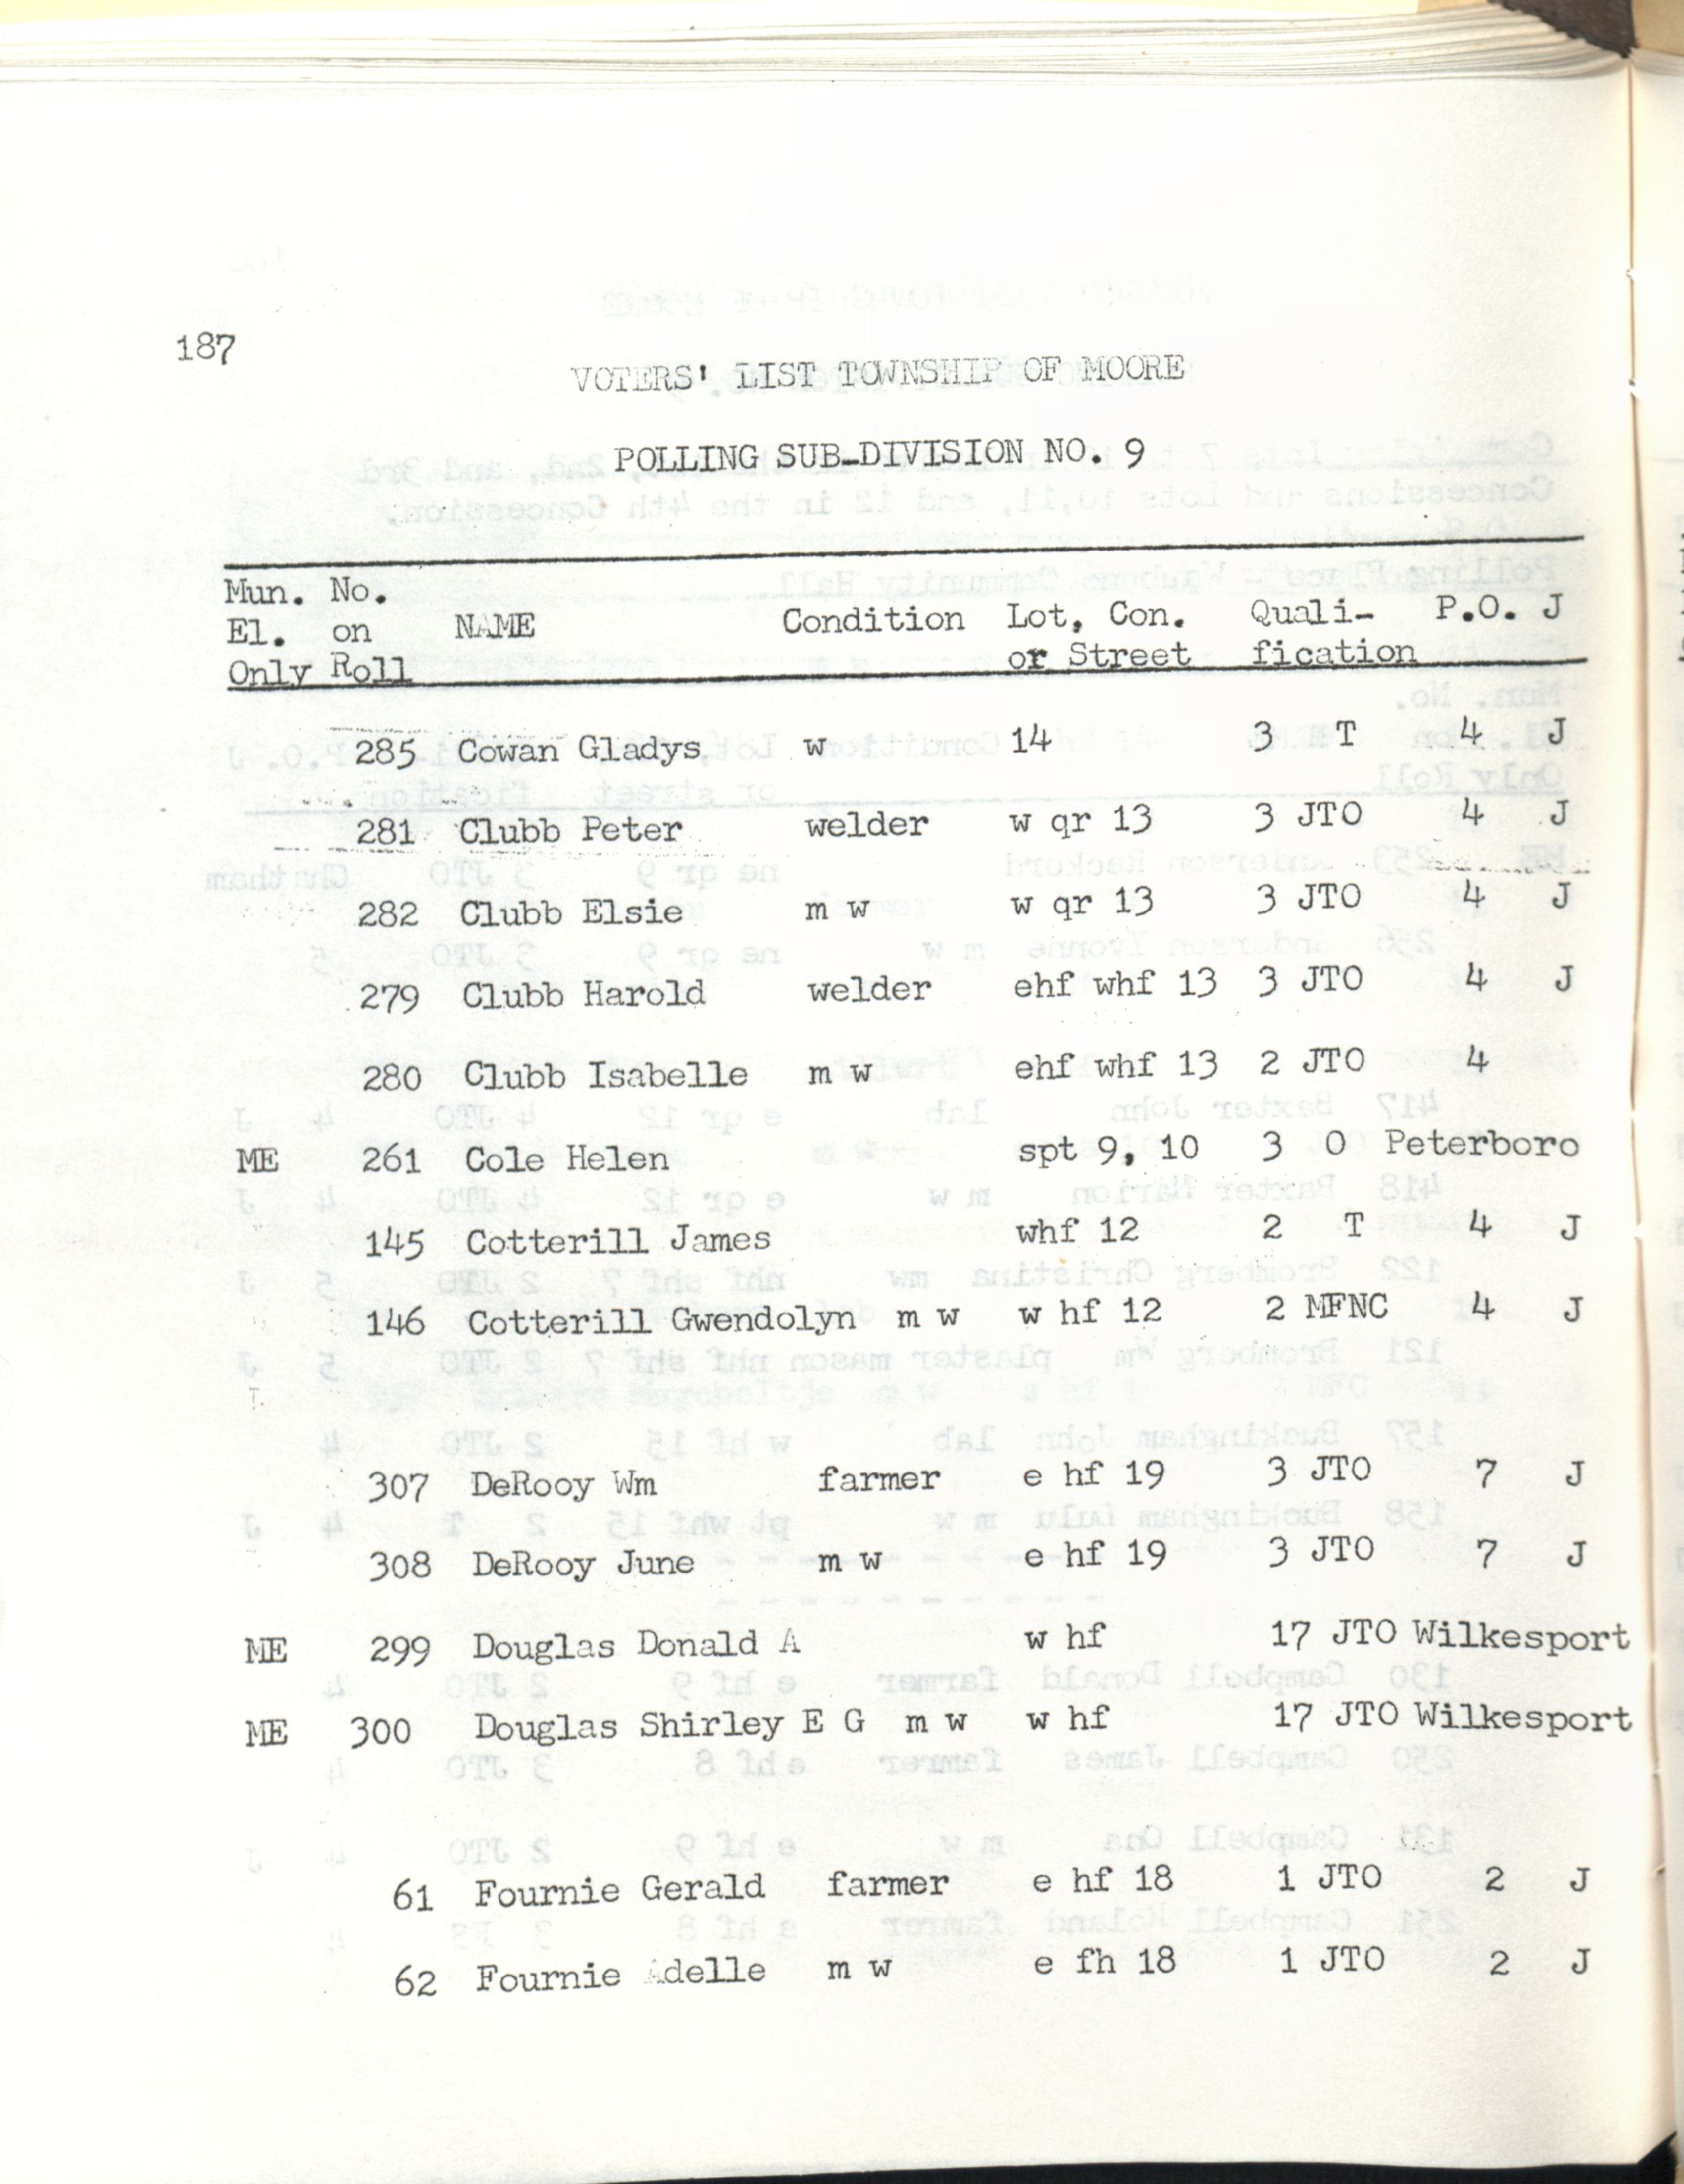 187
VOTERS' LIST TOWNSHIP OF MOORE
POLLING SUB-DIVISION NO. 9
Mun. No.
El. on NAME Condition Lot, Con. Quali- P.O. J
Only Roll or Street fication
285 Cowan Gladys w 14 3 T 4 J
281 Clubb Peter welder w qr 13 3 JTO 4 J
282 Clubb Elsie m w w qr 13 3 JTO 4 J
279 Clubb Harold welder ehf whf 13 3 JTO 4 J
280 Clubb Isabelle m w ehf whf 13 2 JTO 4
ME 261 Cole Helen spt 9, 10 3 O Peterboro
145 Cotterill James whf 12 2 T 4 J
146 Cotterill Gwendolyn m w w hf 12 2 MFNC 4 J
307 DeRooy Wm farmer e hf 19 3 JTO 7 J
308 DeRooy June m w e hf 19 3 JTO 7 J
ME 299 Douglas Donald A w hf 17 JTO Wilkesport
ME 300 Douglas Shirley E G m w w hf 17 JTO Wilkesport
61 Fournie Gerald farmer e hf 18 1 JTO 2 J
62 Fournie Adelle m w e fh 18 1 JTO 2 J